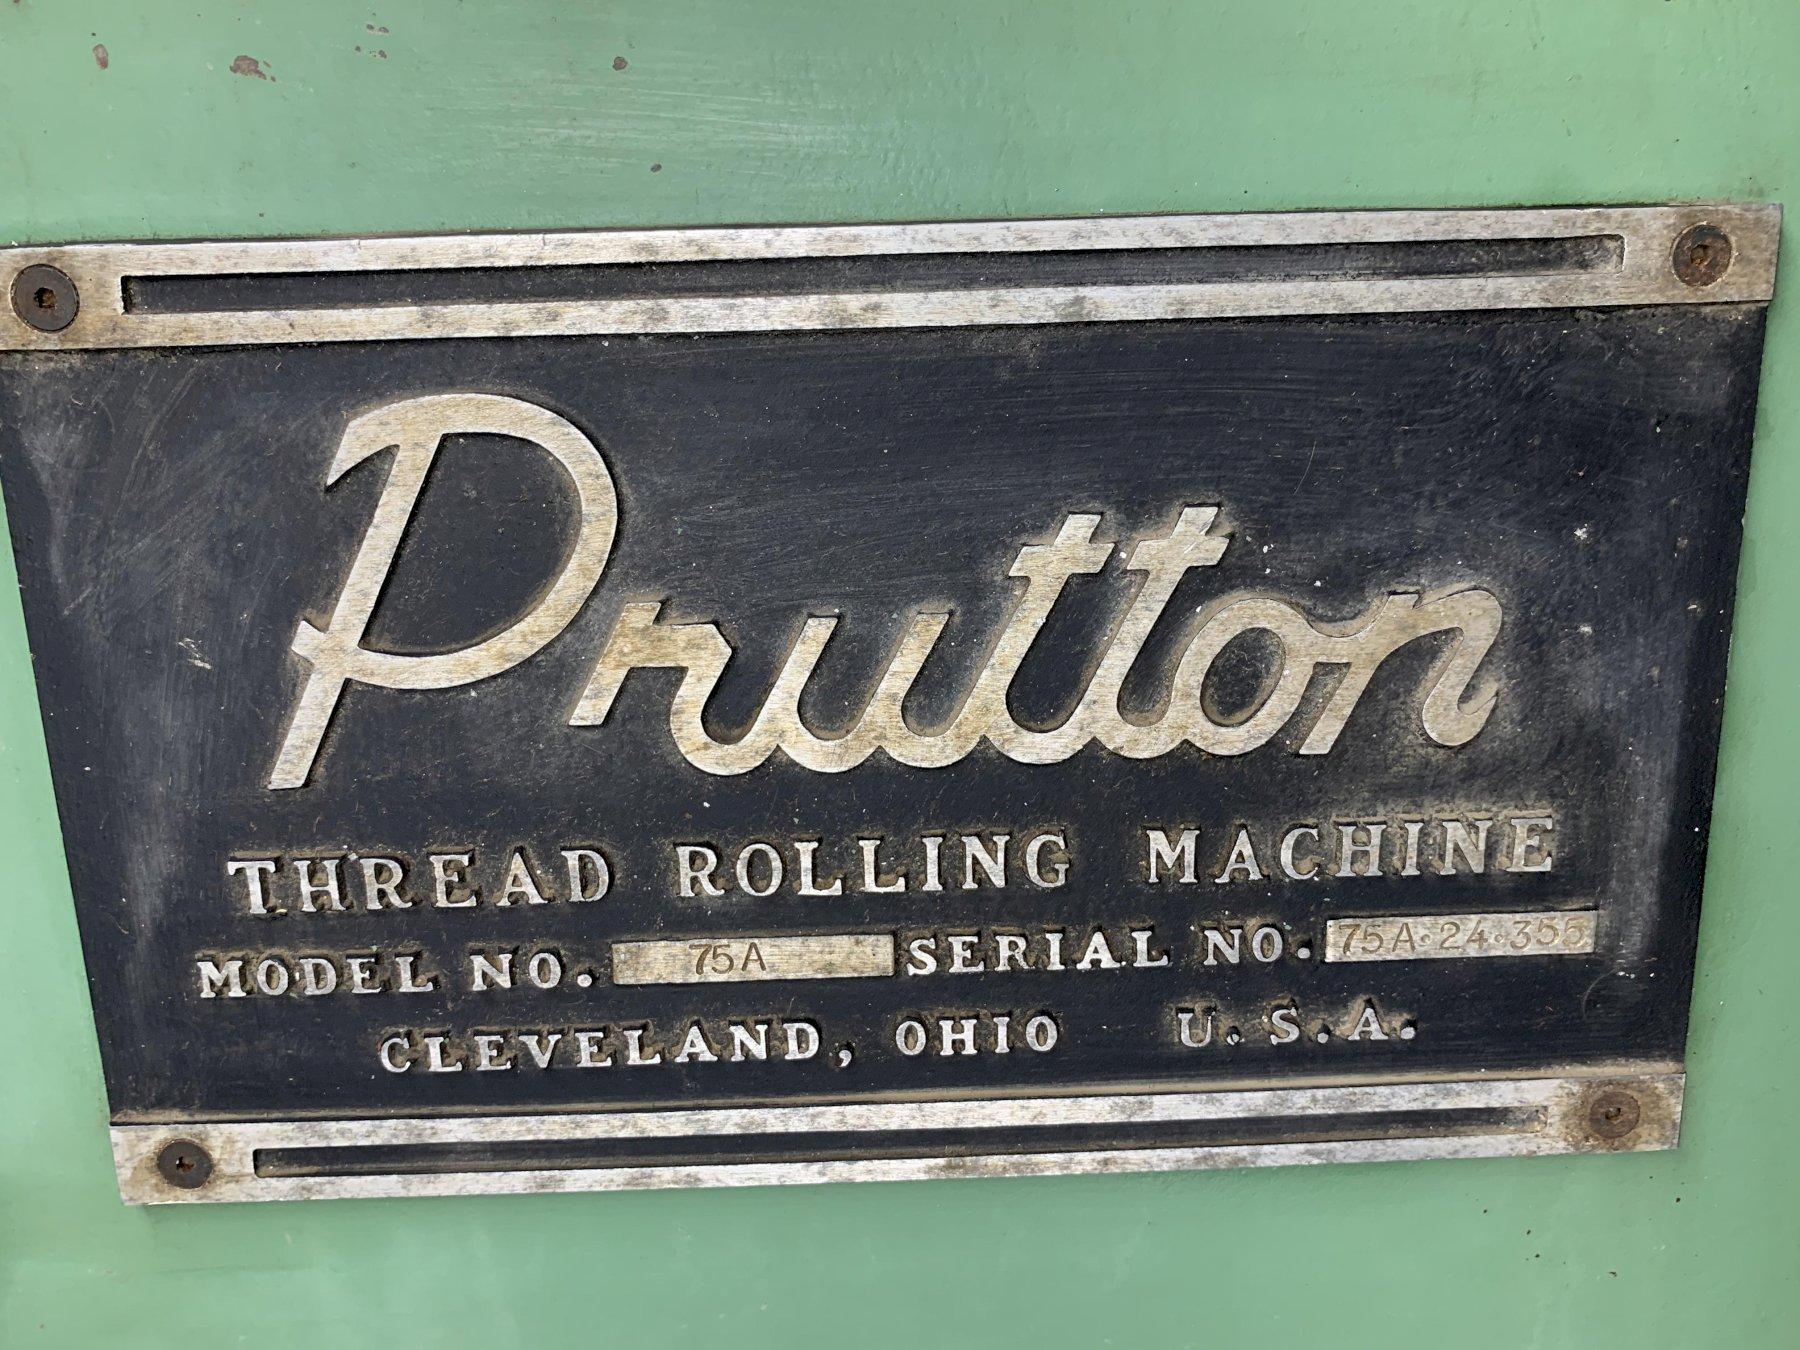 Prutton
THREAD ROLLING MACHINE
MODEL NO. 75A SERIAL NO. 75A·24·355
CLEVELAND, OHIO U.S.A.